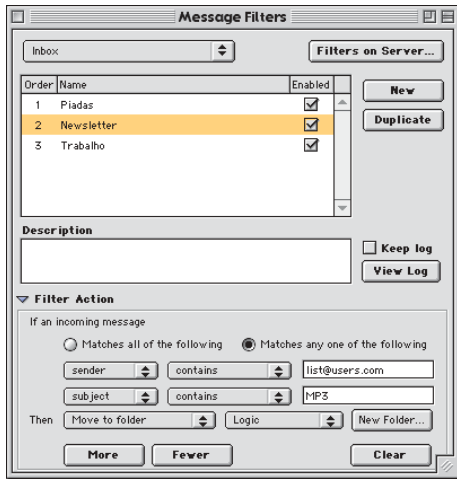 Message Filters
Inbox
Filters on Server...
Order Name Enabled
1 Piadas
2 Newsletter
3 Trabalho
New
Duplicate
Description
Keep log
View Log
Filter Action
If an incoming message
Matches all of the following Matches any one of the following
sender contains list@users.com
subject contains MP3
Then Move to folder Logic New Folder...
More Fewer Clear